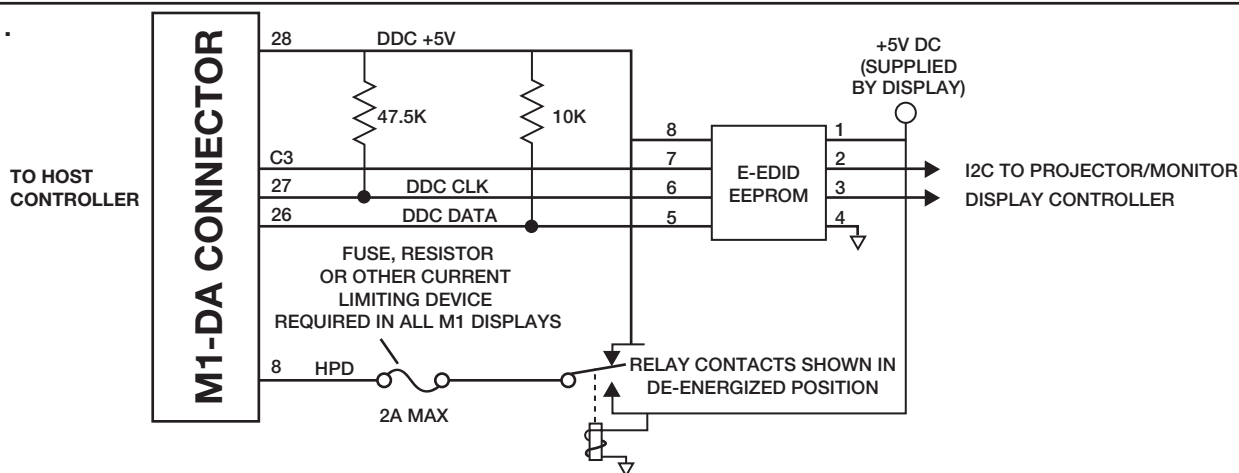 .
TO HOST
CONTROLLER
M1-DA CONNECTOR
28
DDC +5V
47.5K
10K
C3
27
DDC CLK
26
DDC DATA
8
7
6
5
E-EDID
EEPROM
1
2
3
4
+5V DC
(SUPPLIED
BY DISPLAY)
I2C TO PROJECTOR/MONITOR
DISPLAY CONTROLLER
FUSE, RESISTOR
OR OTHER CURRENT
LIMITING DEVICE
REQUIRED IN ALL M1 DISPLAYS
8
HPD
2A MAX
RELAY CONTACTS SHOWN IN
DE-ENERGIZED POSITION